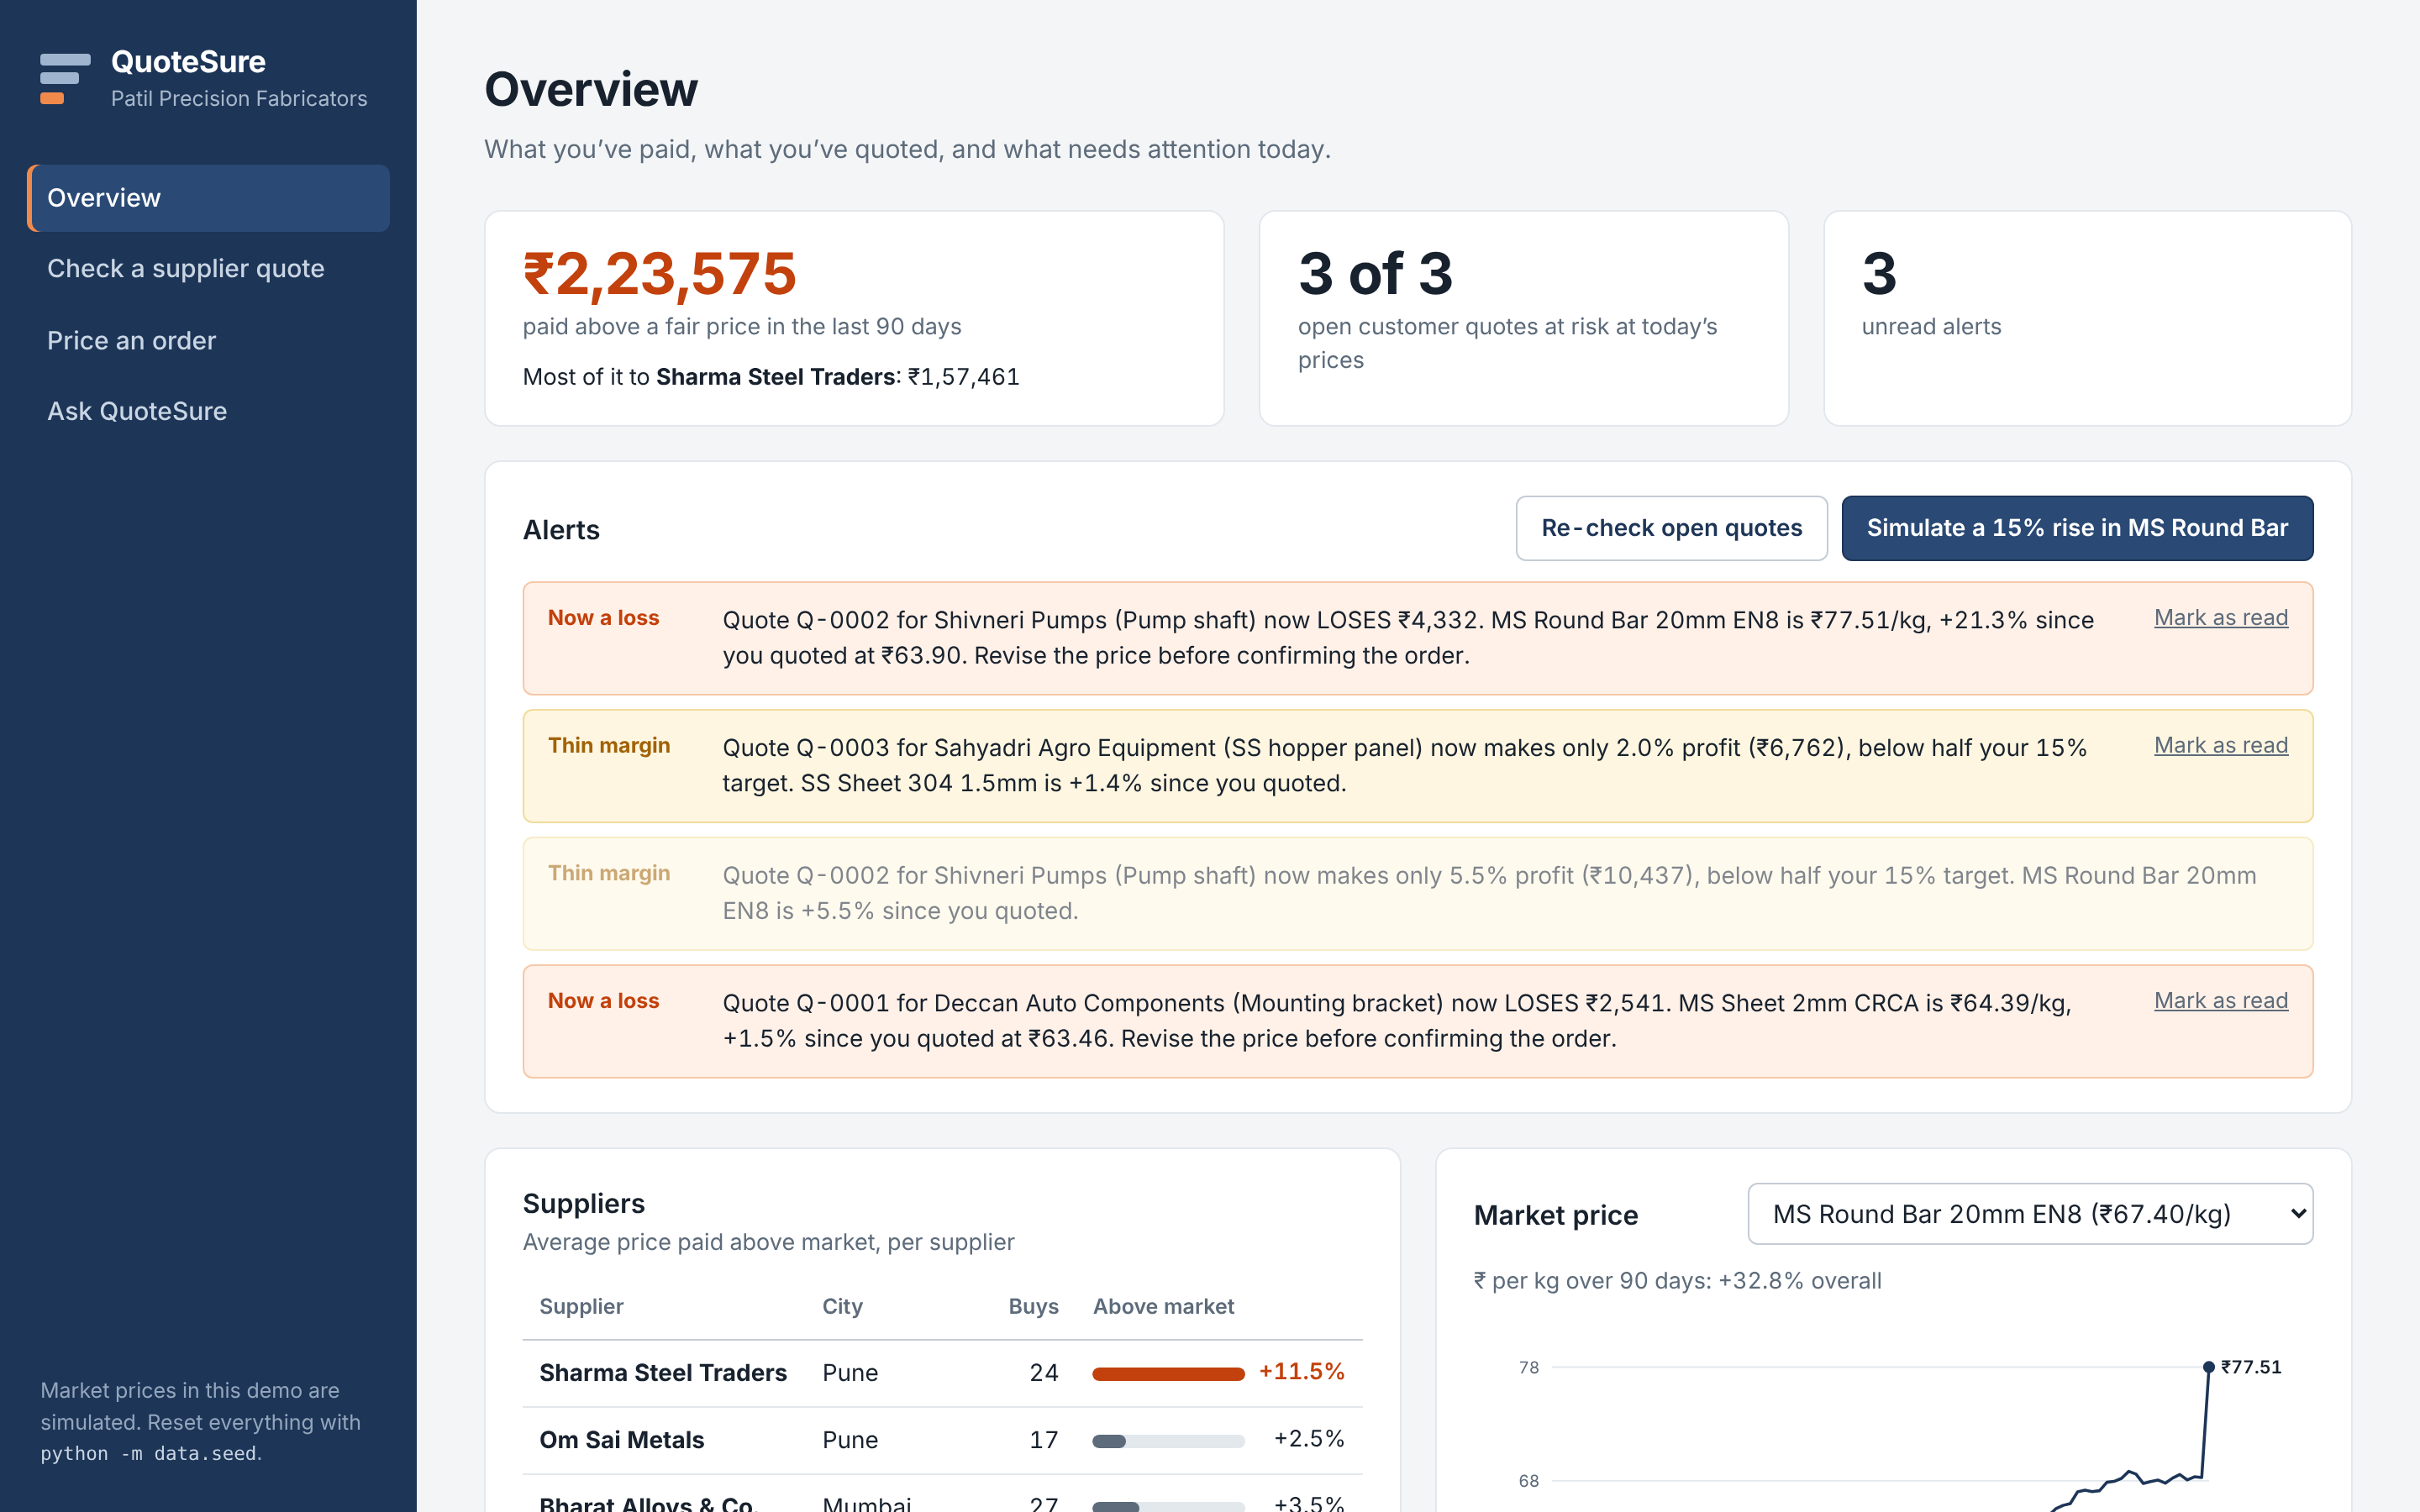 QuoteSure
Patil Precision Fabricators
Overview
Check a supplier quote
Price an order
Ask QuoteSure
Market prices in this demo are
simulated. Reset everything with
python -m data.seed.
Overview
What you’ve paid, what you’ve quoted, and what needs attention today.
₹2,23,575
paid above a fair price in the last 90 days
Most of it to Sharma Steel Traders: ₹1,57,461
3 of 3
open customer quotes at risk at today’s
prices
3
unread alerts
Alerts
Re-check open quotes
Simulate a 15% rise in MS Round Bar
Now a loss
Quote Q-0002 for Shivneri Pumps (Pump shaft) now LOSES ₹4,332. MS Round Bar 20mm EN8 is ₹77.51/kg, +21.3% since
you quoted at ₹63.90. Revise the price before confirming the order.
Mark as read
Thin margin
Quote Q-0003 for Sahyadri Agro Equipment (SS hopper panel) now makes only 2.0% profit (₹6,762), below half your 15%
target. SS Sheet 304 1.5mm is +1.4% since you quoted.
Mark as read
Thin margin
Quote Q-0002 for Shivneri Pumps (Pump shaft) now makes only 5.5% profit (₹10,437), below half your 15% target. MS Round Bar 20mm
EN8 is +5.5% since you quoted.
Now a loss
Quote Q-0001 for Deccan Auto Components (Mounting bracket) now LOSES ₹2,541. MS Sheet 2mm CRCA is ₹64.39/kg,
+1.5% since you quoted at ₹63.46. Revise the price before confirming the order.
Mark as read
Suppliers
Average price paid above market, per supplier
Supplier City Buys Above market
Sharma Steel Traders Pune 24 +11.5%
Om Sai Metals Pune 17 +2.5%
Bharat Alloys & Co. Mumbai 27 +3.5%
Market price
MS Round Bar 20mm EN8 (₹67.40/kg)
₹ per kg over 90 days: +32.8% overall
78
₹77.51
68